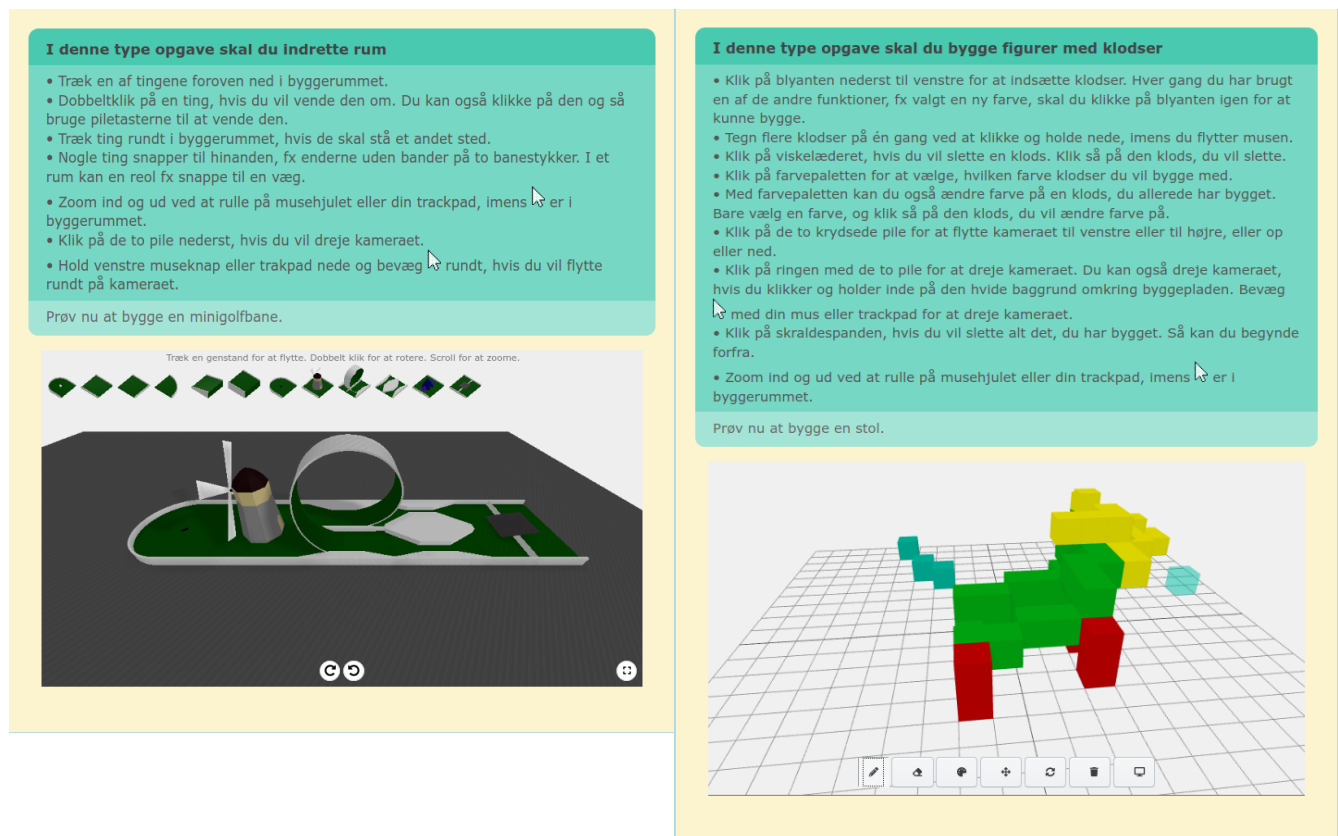 I denne type opgave skal du indrette rum
• Træk en af tingene foroven ned i byggerummet.
• Dobbeltklik på en ting, hvis du vil vende den om. Du kan også klikke på den og så
bruge piletasterne til at vende den.
• Træk ting rundt i byggerummet, hvis de skal stå et andet sted.
• Nogle ting snapper til hinanden, fx enderne uden bander på to banestykker. I et
rum kan en reol fx snappe til en væg.
• Zoom ind og ud ved at rulle på musehjulet eller din trackpad, imens er i
byggerummet.
• Klik på de to pile nederst, hvis du vil dreje kameraet.
• Hold venstre museknap eller trakpad nede og bevæg rundt, hvis du vil flytte
rundt på kameraet.
Prøv nu at bygge en minigolfbane.
Træk en genstand for at flytte. Dobbelt klik for at rotere. Scroll for at zoome.
I denne type opgave skal du bygge figurer med klodser
• Klik på blyanten nederst til venstre for at indsætte klodser. Hver gang du har brugt
en af de andre funktioner, fx valgt en ny farve, skal du klikke på blyanten igen for at
kunne bygge.
• Tegn flere klodser på én gang ved at klikke og holde nede, imens du flytter musen.
• Klik på viskelæderet, hvis du vil slette en klods. Klik så på den klods, du vil slette.
• Klik på farvepaletten for at vælge, hvilken farve klodser du vil bygge med.
• Med farvepaletten kan du også ændre farve på en klods, du allerede har bygget.
Bare vælg en farve, og klik så på den klods, du vil ændre farve på.
• Klik på de to krydsede pile for at flytte kameraet til venstre eller til højre, eller op
eller ned.
• Klik på ringen med de to pile for at dreje kameraet. Du kan også dreje kameraet,
hvis du klikker og holder inde på den hvide baggrund omkring byggepladen. Bevæg
med din mus eller trackpad for at dreje kameraet.
• Klik på skraldespanden, hvis du vil slette alt det, du har bygget. Så kan du begynde
forfra.
• Zoom ind og ud ved at rulle på musehjulet eller din trackpad, imens er i
byggerummet.
Prøv nu at bygge en stol.